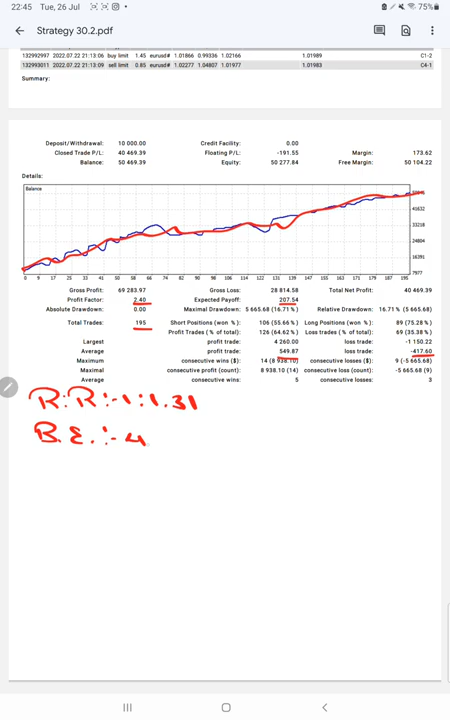 22:45 Tue, 26 Jul 75%
Strategy 30.2.pdf
132992997 2022.07.22 21:13:06 buy limit 1.45 eurusd# 1.01866 0.99336 1.02166 1.01989 C1-2
132993011 2022.07.22 21:13:09 sell limit 0.85 eurusd# 1.02277 1.04807 1.01977 1.01983 C4-1
Summary:
Deposit/Withdrawal: 10 000.00 Credit Facility: 0.00
Closed Trade P/L: 40 469.39 Floating P/L: -191.55 Margin: 173.62
Balance: 50 469.39 Equity: 50 277.84 Free Margin: 50 104.22
Details:
Balance
41632
33218
24804
16391
7977
0 9 17 25 33 42 50 58 66 74 82 90 98 106 114 122 131 139 147 155 163 171 179 187 195
Gross Profit: 69 283.97 Gross Loss: 28 814.58 Total Net Profit: 40 469.39
Profit Factor: 2.40 Expected Payoff: 207.54
Absolute Drawdown: 0.00 Maximal Drawdown: 5 665.68 (16.71%) Relative Drawdown: 16.71% (5 665.68)
Total Trades: 195 Short Positions (won %): 106 (55.66%) Long Positions (won %): 89 (75.28%)
Profit Trades (% of total): 126 (64.62%) Loss trades (% of total): 69 (35.38%)
Largest profit trade: 4 260.00 loss trade: -1 150.22
Average profit trade: 549.87 loss trade: -417.60
Maximum consecutive wins ($): 14 (8 938.10) consecutive losses ($): 9 (-5 665.68)
Maximal consecutive profit (count): 8 938.10 (14) consecutive loss (count): -5 665.68 (9)
Average consecutive wins: 5 consecutive losses: 3
R:R:-1:1.31
B.E.:-4